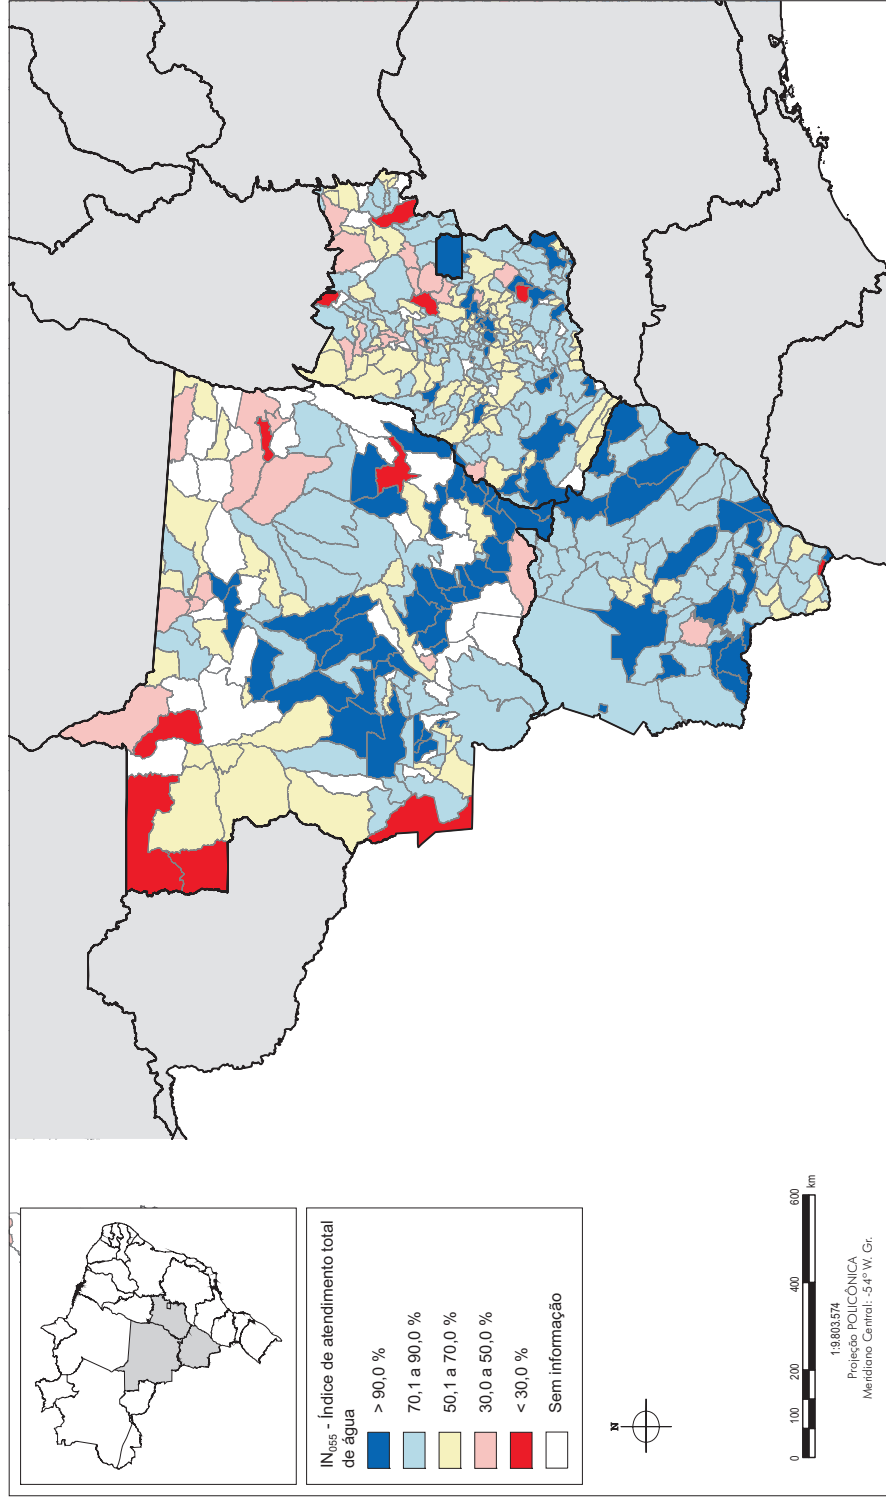 IN055 - Índice de atendimento total
de água
> 90,0 %
70,1 a 90,0 %
50,1 a 70,0 %
30,0 a 50,0 %
< 30,0 %
Sem informação
N
0 100 200 400 600
km
1:9.803.574
Projeção POLICÔNICA
Meridiano Central: -54° W. Gr.